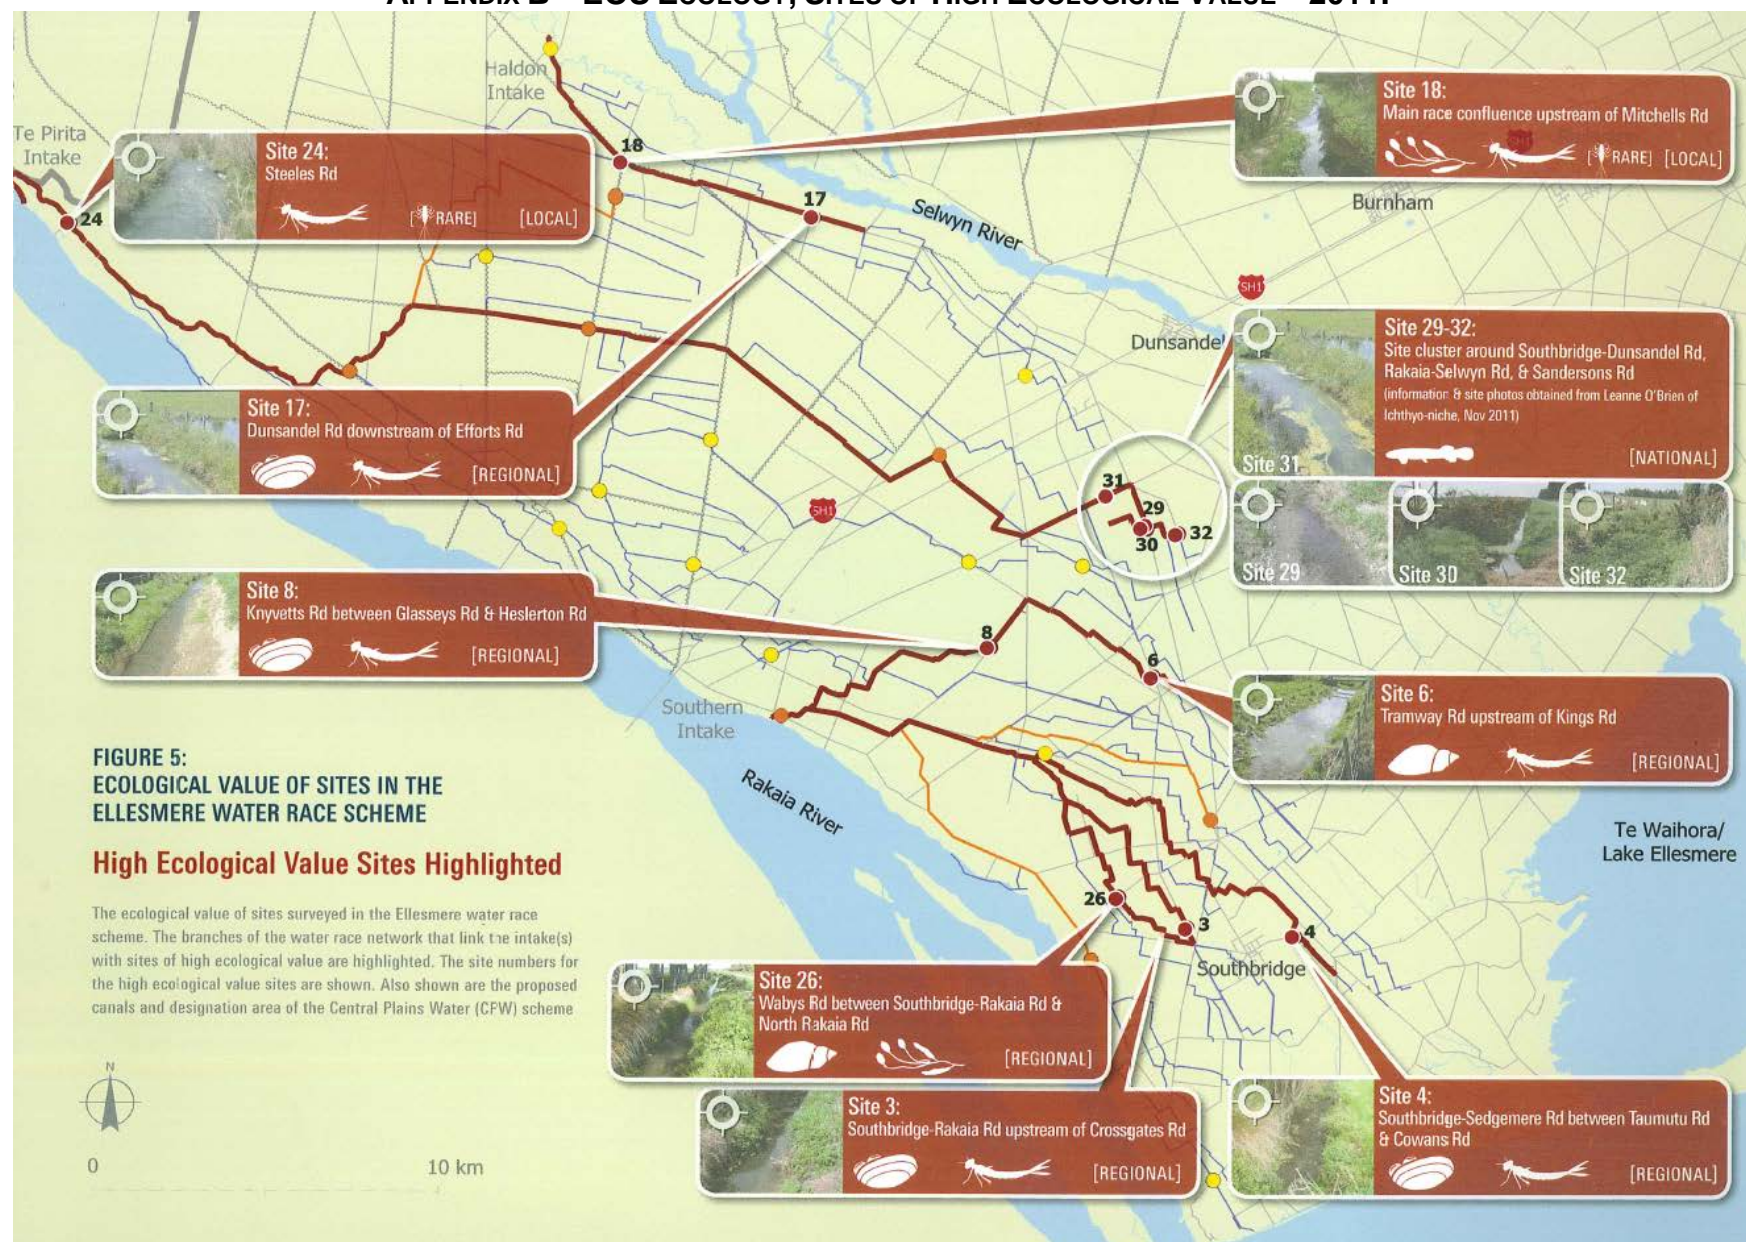 APPENDIX B – EOS ECOLOGY, SITES OF HIGH ECOLOGICAL VALUE – 2011.
Haldon
Intake
Te Pirita
Intake
24
Site 24:
Steeles Rd
[RARE]
[LOCAL]
18
17
Selwyn River
Site 18:
Main race confluence upstream of Mitchells Rd
[RARE] [LOCAL]
Burnham
SH1
Dunsandel
Site 29-32:
Site cluster around Southbridge-Dunsandel Rd,
Rakaia-Selwyn Rd, & Sandersons Rd
(information & site photos obtained from Leanne O'Brien of
Ichthyo-niche, Nov 2011)
[NATIONAL]
Site 31
Site 29
Site 30
Site 32
Site 17:
Dunsandel Rd downstream of Efforts Rd
[REGIONAL]
SH1
31
29
30
32
Site 8:
Knyvetts Rd between Glasseys Rd & Heslerton Rd
[REGIONAL]
8
6
Site 6:
Tramway Rd upstream of Kings Rd
[REGIONAL]
Southern
Intake
Rakaia River
Te Waihora/
Lake Ellesmere
FIGURE 5:
ECOLOGICAL VALUE OF SITES IN THE
ELLESMERE WATER RACE SCHEME
High Ecological Value Sites Highlighted
The ecological value of sites surveyed in the Ellesmere water race
scheme. The branches of the water race network that link the intake(s)
with sites of high ecological value are highlighted. The site numbers for
the high ecological value sites are shown. Also shown are the proposed
canals and designation area of the Central Plains Water (CPW) scheme
26
3
4
Southbridge
Site 26:
Wabys Rd between Southbridge-Rakaia Rd &
North Rakaia Rd
[REGIONAL]
Site 3:
Southbridge-Rakaia Rd upstream of Crossgates Rd
[REGIONAL]
Site 4:
Southbridge-Sedgemere Rd between Taumutu Rd
& Cowans Rd
[REGIONAL]
N
0
10 km